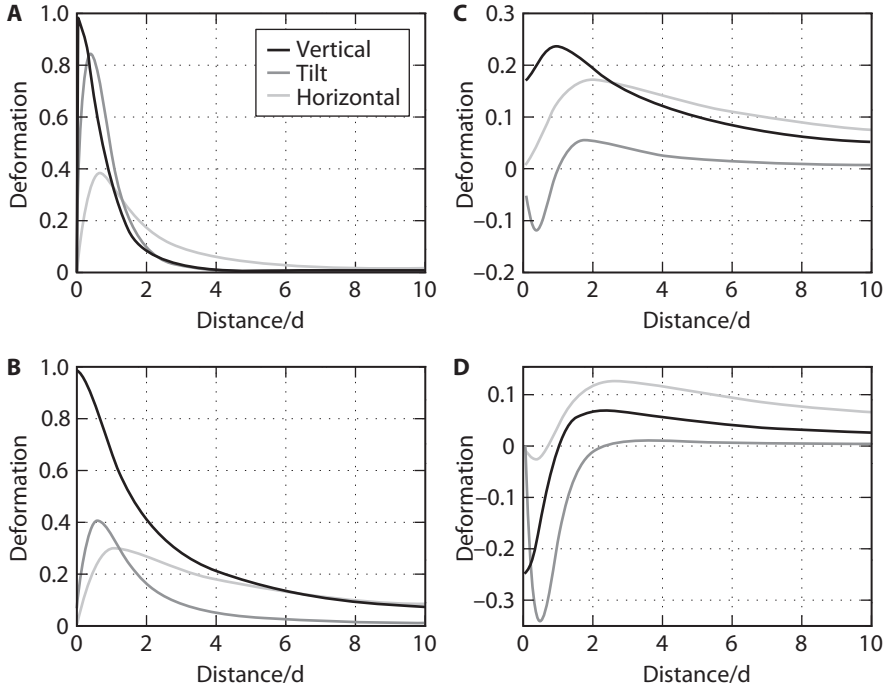 A
1.0
0.8
0.6
0.4
0.2
0
Deformation
0 2 4 6 8 10
Distance/d
Vertical
Tilt
Horizontal
C
0.3
0.2
0.1
0
–0.1
–0.2
Deformation
0 2 4 6 8 10
Distance/d
B
1.0
0.8
0.6
0.4
0.2
0
Deformation
0 2 4 6 8 10
Distance/d
D
0.1
0
–0.1
–0.2
–0.3
Deformation
0 2 4 6 8 10
Distance/d